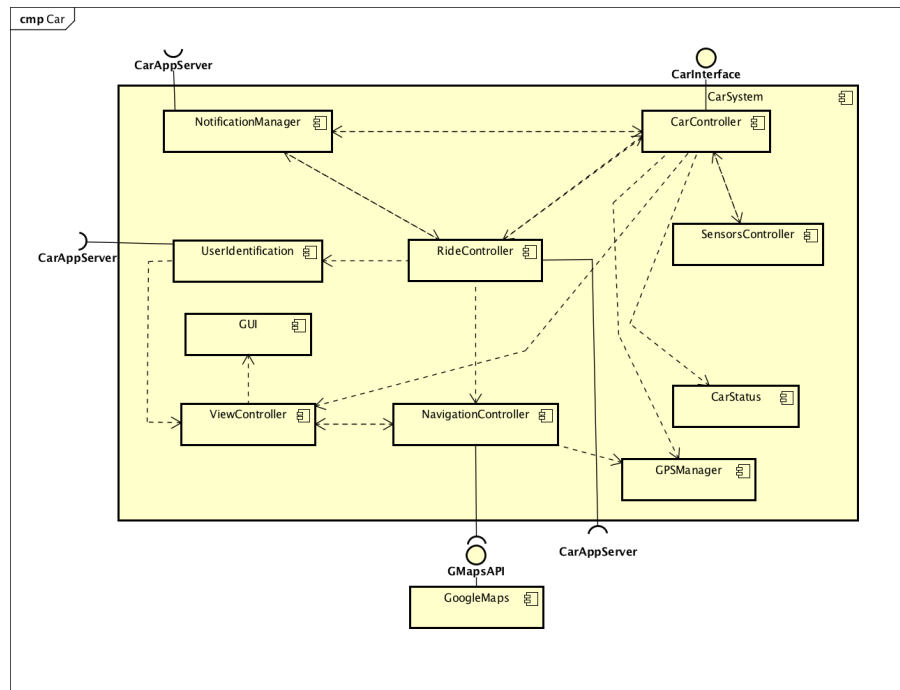 cmp Car
CarAppServer
CarInterface
CarSystem
NotificationManager
CarController
CarAppServer
UserIdentification
RideController
SensorsController
GUI
ViewController
NavigationController
CarStatus
GPSManager
CarAppServer
GMapsAPI
GoogleMaps